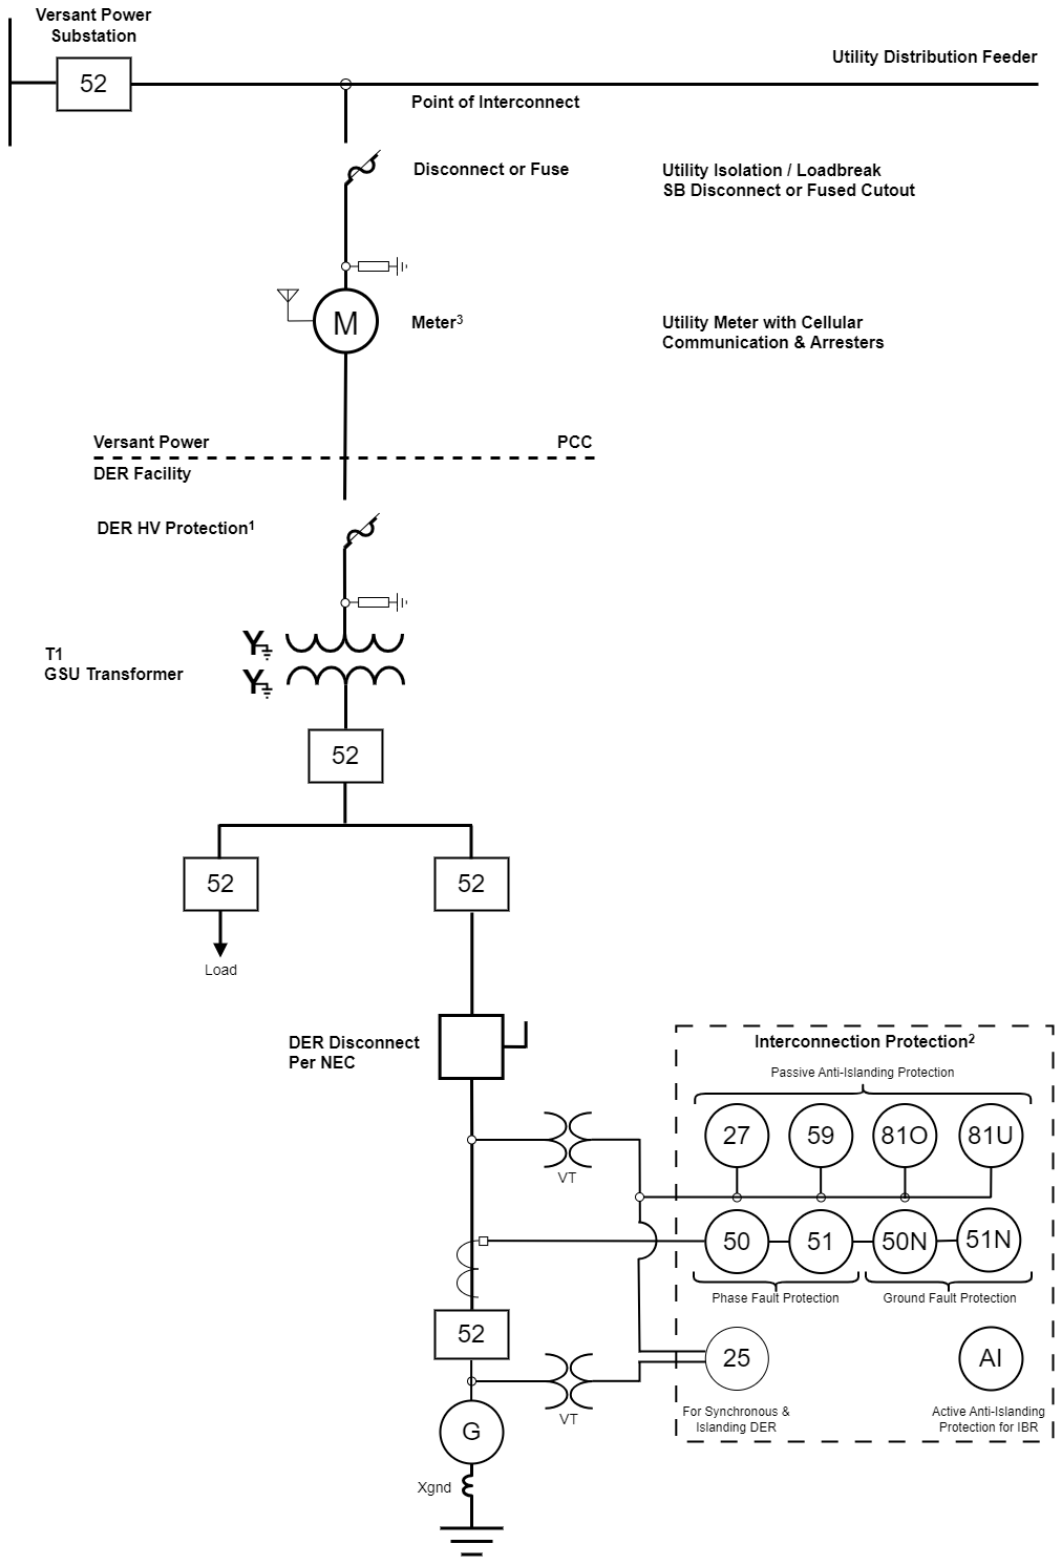 Versant Power
Substation
52
Utility Distribution Feeder
Point of Interconnect
Disconnect or Fuse
Utility Isolation / Loadbreak
SB Disconnect or Fused Cutout
M
Meter³
Utility Meter with Cellular
Communication & Arresters
Versant Power
PCC
DER Facility
DER HV Protection¹
T1
GSU Transformer
Y
Y
52
52
52
Load
DER Disconnect
Per NEC
Interconnection Protection²
Passive Anti-Islanding Protection
27
59
81O
81U
VT
50
51
50N
51N
Phase Fault Protection
Ground Fault Protection
52
25
AI
VT
For Synchronous &
Islanding DER
Active Anti-Islanding
Protection for IBR
G
Xgnd